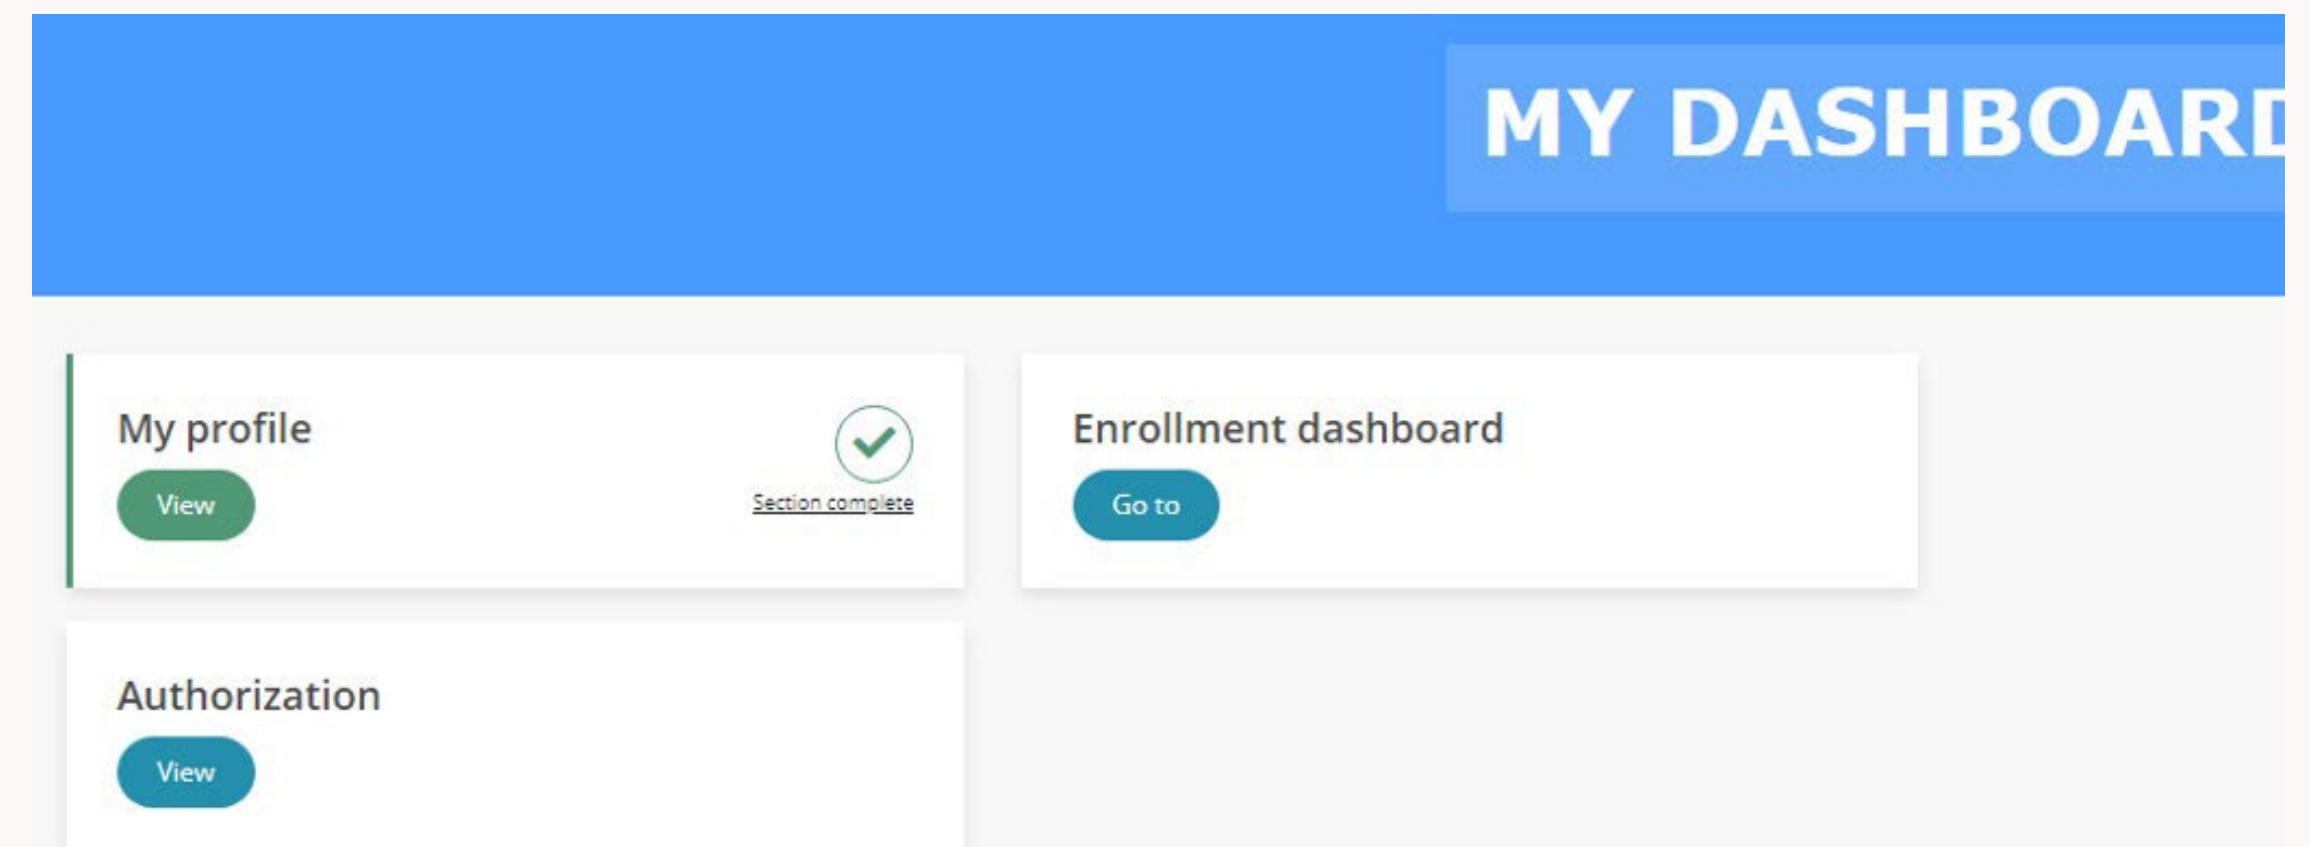 MY DASHBOARD
My profile
View
Section complete
Enrollment dashboard
Go to
Authorization
View